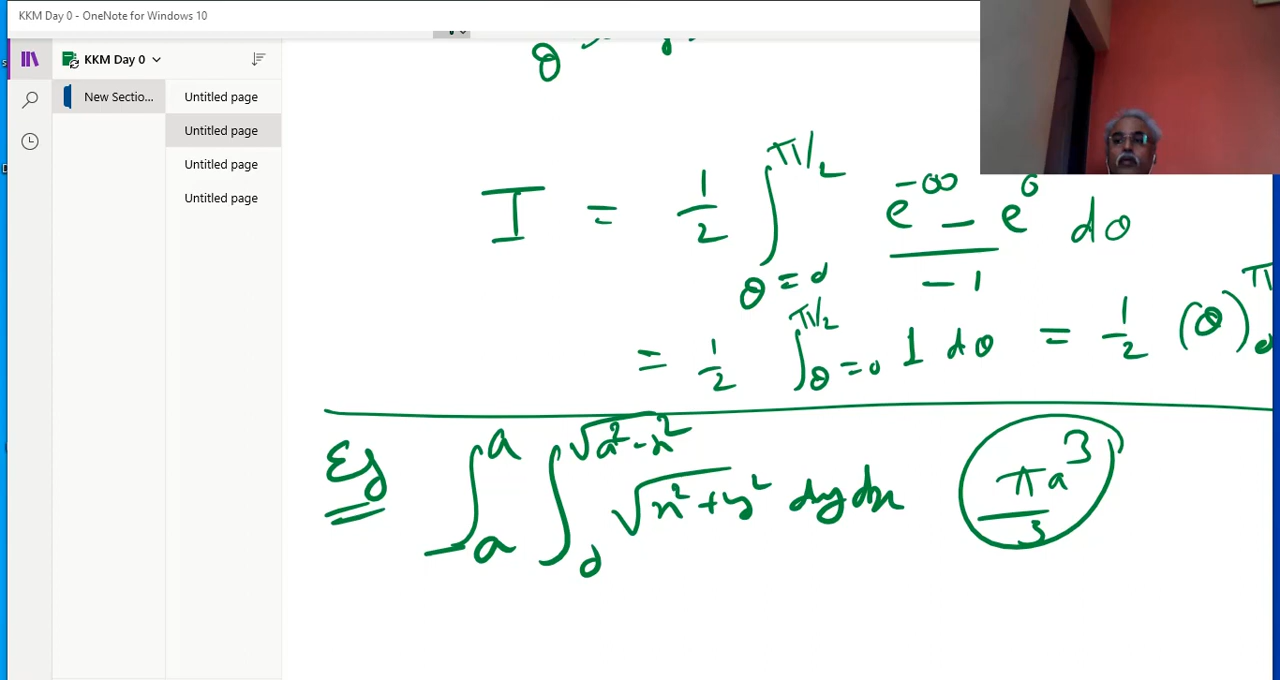 KKM Day 0 - OneNote for Windows 10
KKM Day 0
New Sectio...
Untitled page
Untitled page
Untitled page
Untitled page
I = 1/2 ∫_{θ=0}^{π/2} (e^{-∞} - e^0)/(-1) dθ
= 1/2 ∫_{θ=0}^{π/2} 1 dθ = 1/2 (θ)_0^π
Eg ∫_{-a}^{a} ∫_0^{√(a²-x²)} √(x²+y²) dy dx πa³/3